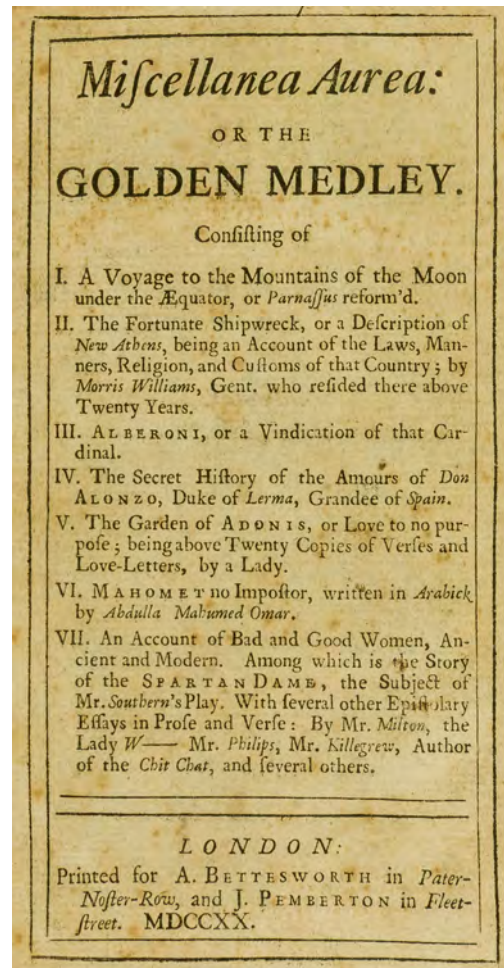 Miſcellanea Aurea:
OR THE
GOLDEN MEDLEY.
Conſiſting of
I. A Voyage to the Mountains of the Moon
under the Æquator, or Parnaſſus reform'd.
II. The Fortunate Shipwreck, or a Deſcription of
New Athens, being an Account of the Laws, Man-
ners, Religion, and Cuſtoms of that Country; by
Morris Williams, Gent. who reſided there above
Twenty Years.
III. ALBERONI, or a Vindication of that Car-
dinal.
IV. The Secret Hiſtory of the Amours of Don
ALONZO, Duke of Lerma, Grandee of Spain.
V. The Garden of ADONIS, or Love to no pur-
poſe; being above Twenty Copies of Verſes and
Love-Letters, by a Lady.
VI. MAHOMET no Impoſtor, written in Arabick
by Abdulla Mahumed Omar.
VII. An Account of Bad and Good Women, An-
cient and Modern. Among which is the Story
of the SPARTAN DAME, the Subject of
Mr. Southern's Play. With ſeveral other Epiſtolary
Eſſays in Proſe and Verſe: By Mr. Milton, the
Lady W—— Mr. Philips, Mr. Killegrew, Author
of the Chit Chat, and ſeveral others.
LONDON:
Printed for A. BETTESWORTH in Pater-
Noſter-Row, and J. PEMBERTON in Fleet-
ſtreet. MDCCXX.